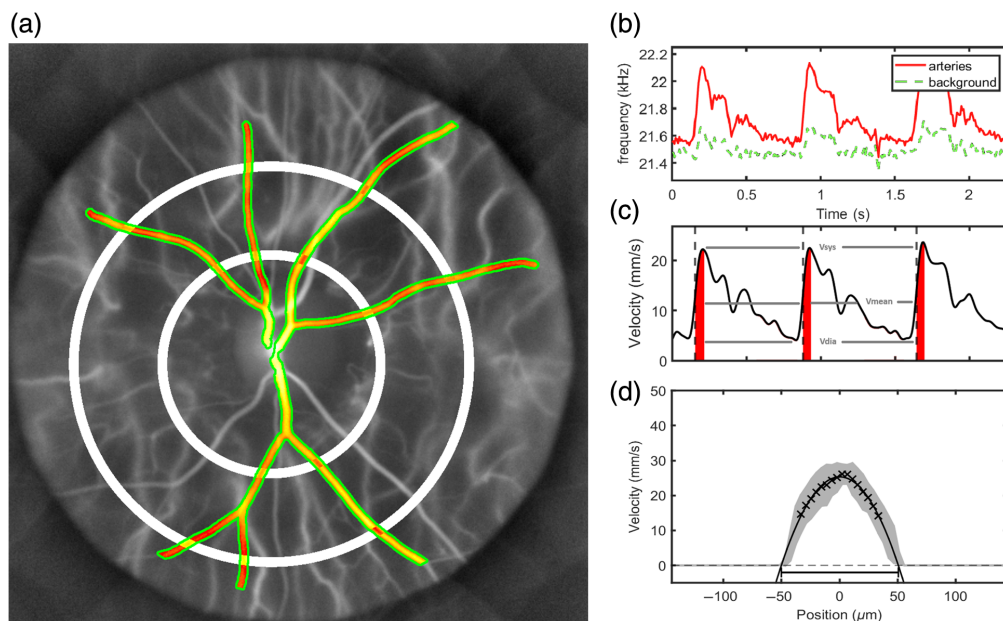 (a)
(b)
22.2
22
21.8
21.6
21.4
frequency (kHz)
arteries
background
0
0.5
1
1.5
2
Time (s)
(c)
20
10
0
Velocity (mm/s)
Vsys
Vmean
Vdia
(d)
50
40
30
20
10
0
Velocity (mm/s)
–100
–50
0
50
100
Position (µm)